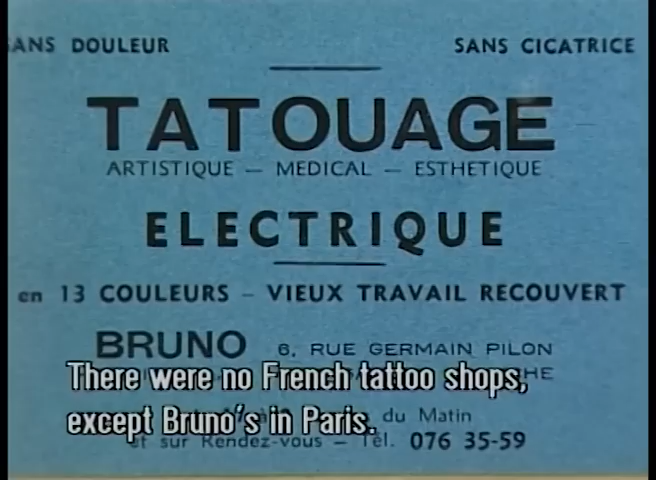 SANS DOULEUR SANS CICATRICE
TATOUAGE
ARTISTIQUE — MEDICAL — ESTHETIQUE
ELECTRIQUE
en 13 COULEURS - VIEUX TRAVAIL RECOUVERT
BRUNO 6, RUE GERMAIN PILON
There were no French tattoo shops,
except Bruno's in Paris.
du Matin
et sur Rendez-vous — Tél. 076 35-59